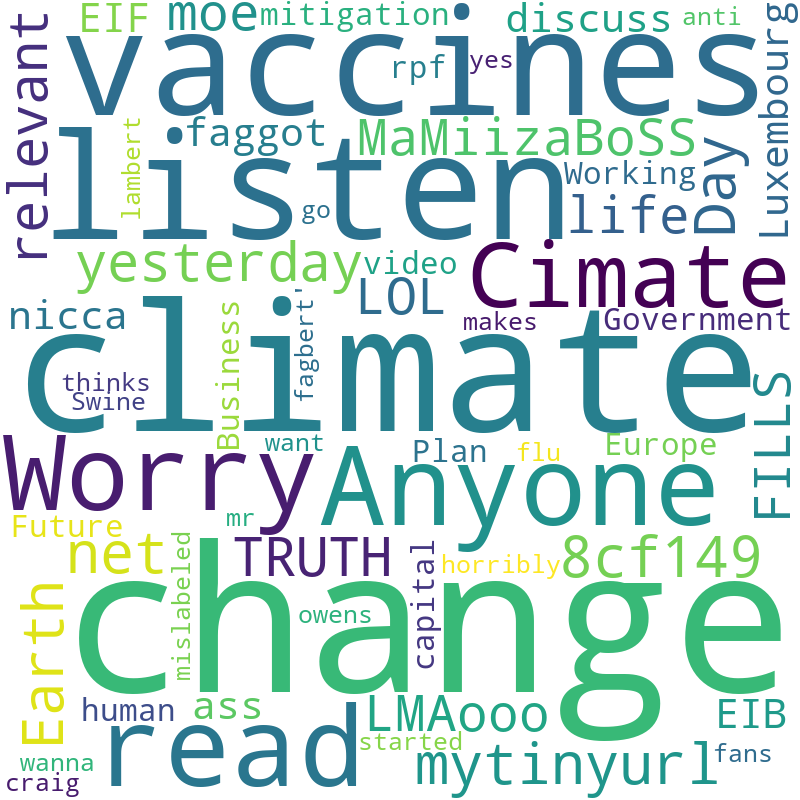 EIF
moe
mitigation
discuss
anti
vaccines
rpf
yes
relevant
Luxembourg
lambert
faggot
MaMiizaBoSS
listen
Working
Day
go
life
yesterday
video
Cimate
nicca
LOL
fagbert'
makes
Government
climate
thinks
Swine
Business
FILLS
Worry
want
Anyone
Plan
flu
Europe
Future
mr
net
TRUTH
mislabeled
capital
horribly
8cf149
change
Earth
owens
human
ass
LMAooo
EIB
read
started
wanna
mytinyurl
fans
craig